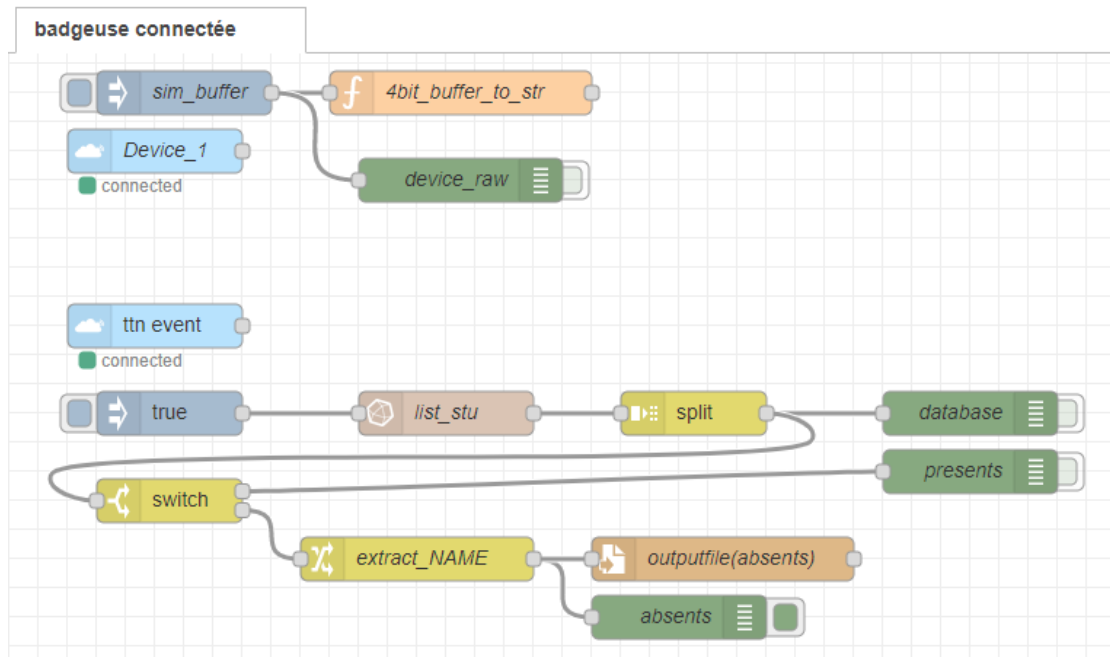 badgeuse connectée
sim_buffer
4bit_buffer_to_str
Device_1
connected
device_raw
ttn event
connected
true
list_stu
split
database
presents
switch
extract_NAME
outputfile(absents)
absents